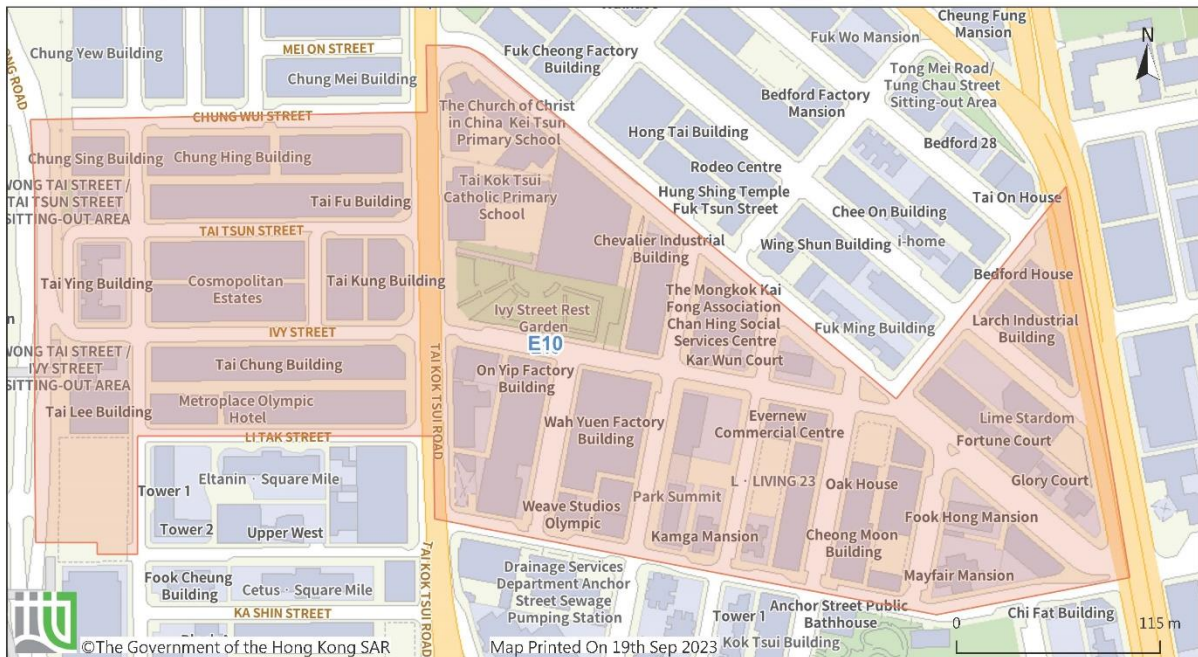 Chung Yew Building
MEI ON STREET
Chung Mei Building
CHUNG WUI STREET
Fuk Cheong Factory
Building
Fuk Wo Mansion
Cheung Fung
Mansion
Tong Mei Road/
Tung Chau Street
Sitting-out Area
Bedford Factory
Mansion
Bedford 28
N
ONG ROAD
The Church of Christ
in China Kei Tsun
Primary School
Hong Tai Building
Rodeo Centre
Hung Shing Temple
Fuk Tsun Street
Tai On House
Chung Sing Building
Chung Hing Building
WONG TAI STREET /
TAI TSUN STREET
SITTING-OUT AREA
Tai Fu Building
Tai Kok Tsui
Catholic Primary
School
Chee On Building
i-home
Wing Shun Building
TAI TSUN STREET
Chevalier Industrial
Building
Tai Ying Building
Cosmopolitan
Estates
Tai Kung Building
Bedford House
The Mongkok Kai
Fong Association
Chan Hing Social
Services Centre
Kar Wun Court
Ivy Street Rest
Garden
E10
Fuk Ming Building
Larch Industrial
Building
IVY STREET
WONG TAI STREET /
IVY STREET
SITTING-OUT AREA
Tai Chung Building
TAI KOK TSUI ROAD
On Yip Factory
Building
Tai Lee Building
Metroplace Olympic
Hotel
Wah Yuen Factory
Building
Evernew
Commercial Centre
Lime Stardom
Fortune Court
LI TAK STREET
Eltanin · Square Mile
Tower 1
Tower 2
Upper West
Weave Studios
Olympic
Park Summit
L · LIVING 23
Oak House
Glory Court
Kamga Mansion
Cheong Moon
Building
Fook Hong Mansion
Mayfair Mansion
TAI KOK TSUI ROAD
Fook Cheung
Building
Cetus · Square Mile
KA SHIN STREET
Drainage Services
Department Anchor
Street Sewage
Pumping Station
Tower 1
Kok Tsui Building
Anchor Street Public
Bathhouse
Chi Fat Building
0 115 m
©The Government of the Hong Kong SAR
Map Printed On 19th Sep 2023